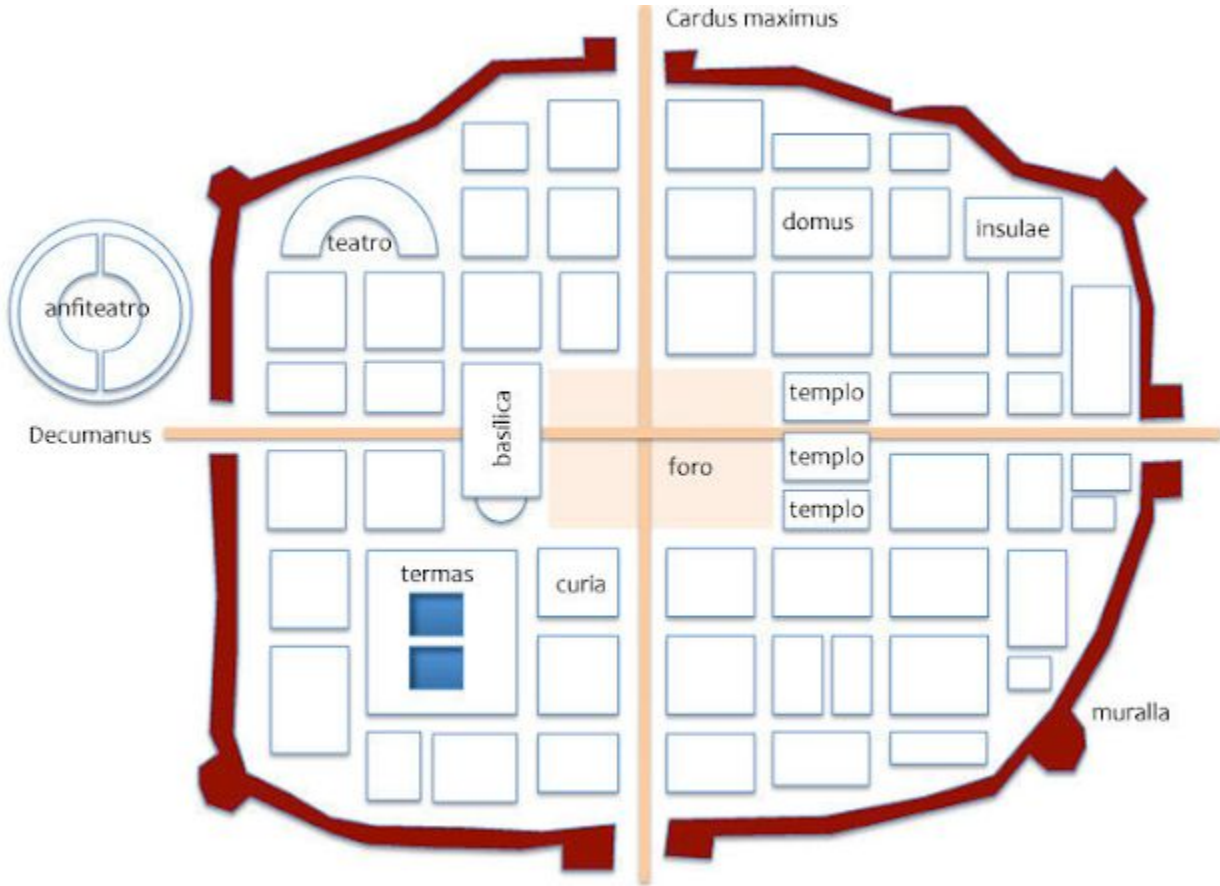 Cardus maximus
teatro
domus
insulae
anfiteatro
templo
basílica
Decumanus
templo
foro
templo
termas
curia
muralla